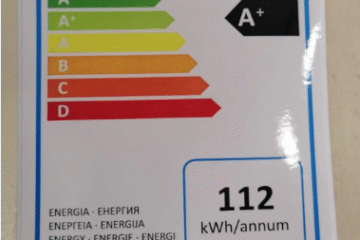 A⁺
A⁺
A
B
C
D
112
kWh/annum
ENERGIA · ЕНЕРГИЯ
ΕΝΕΡΓΕΙΑ · ENERGIJA
ENERGY · ENERGIE · ENERGI